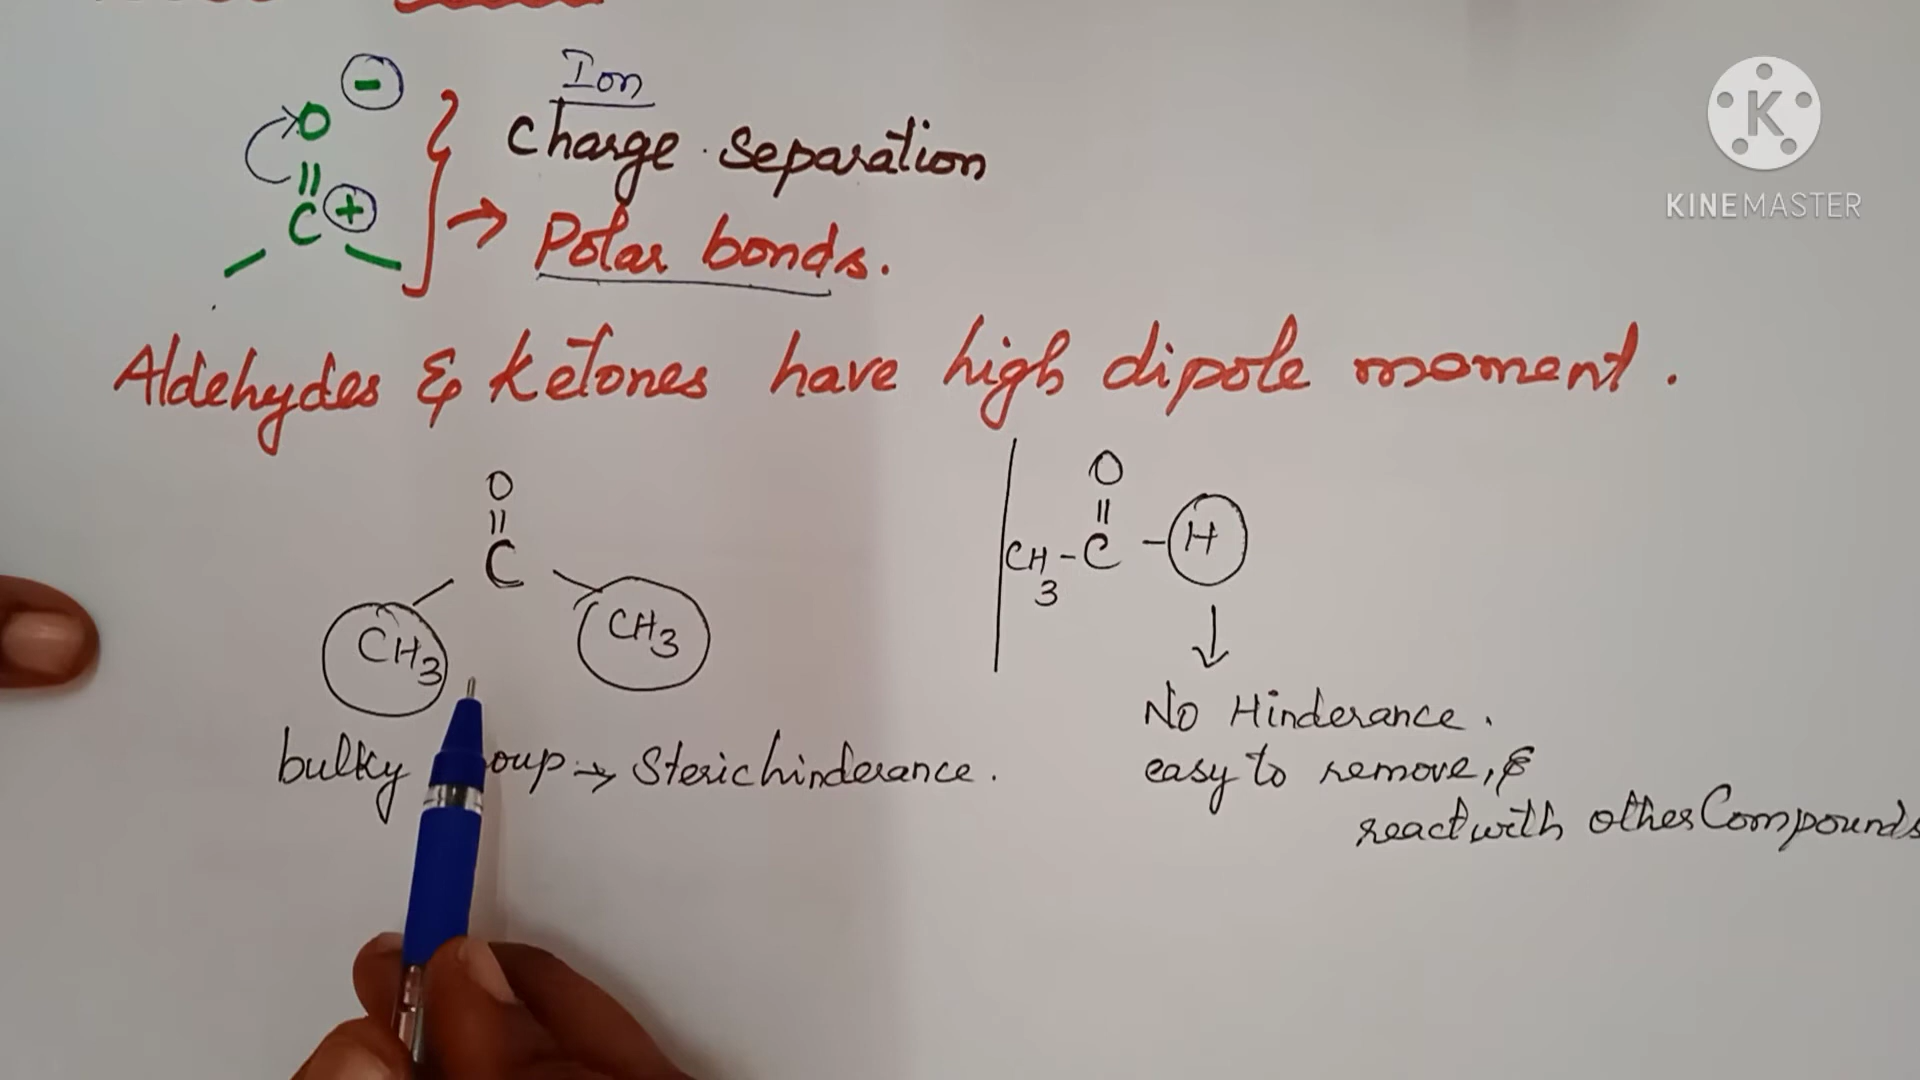 Ion
Charge separation
Polar bonds.
Aldehydes & Ketones have high dipole moment.
O
C
CH3
CH3
bulky → Sterichinderance.
O
CH3-C-H
No Hinderance.
easy to remove, &
react with other Compounds
K
KINEMASTER